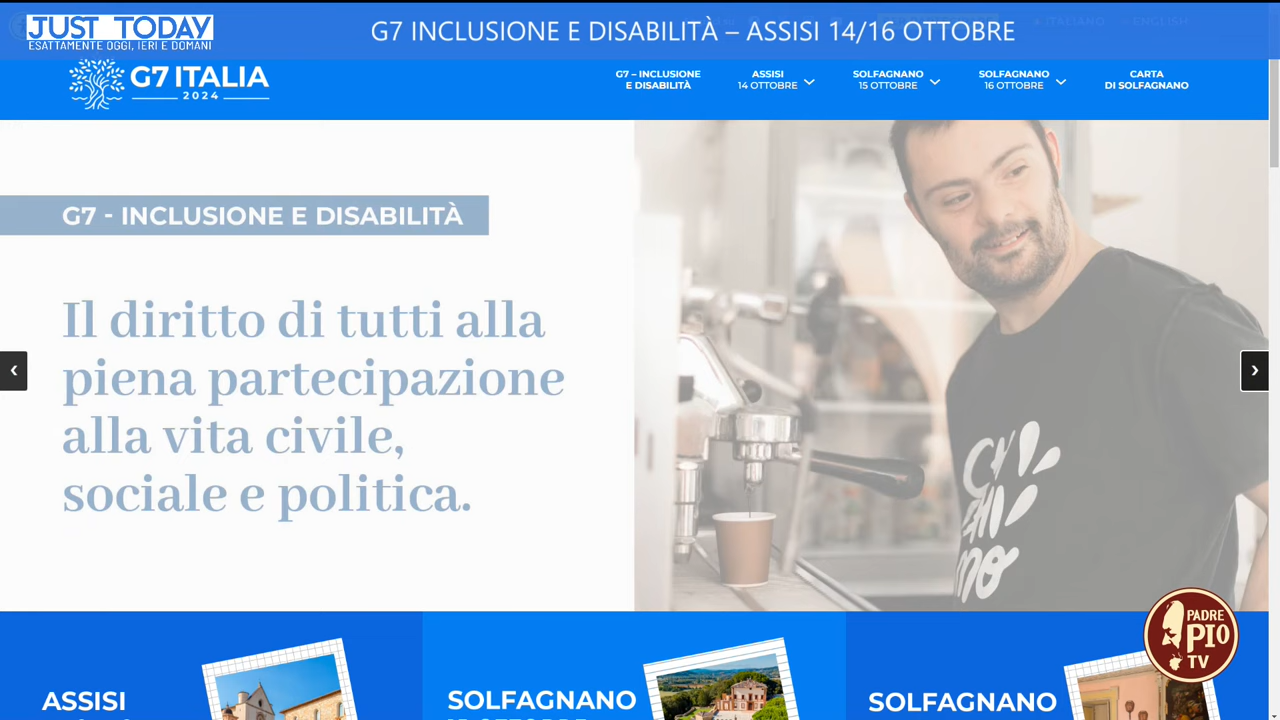 JUST TODAY
ESATTAMENTE OGGI, IERI E DOMANI
G7 INCLUSIONE E DISABILITÀ – ASSISI 14/16 OTTOBRE
ITALIANO
ENGLISH
G7 ITALIA
2024
G7 – INCLUSIONE
E DISABILITÀ
ASSISI
14 OTTOBRE
SOLFAGNANO
15 OTTOBRE
SOLFAGNANO
16 OTTOBRE
CARTA
DI SOLFAGNANO
G7 - INCLUSIONE E DISABILITÀ
Il diritto di tutti alla
piena partecipazione
alla vita civile,
sociale e politica.
PADRE
PIO
TV
ASSISI
SOLFAGNANO
SOLFAGNANO